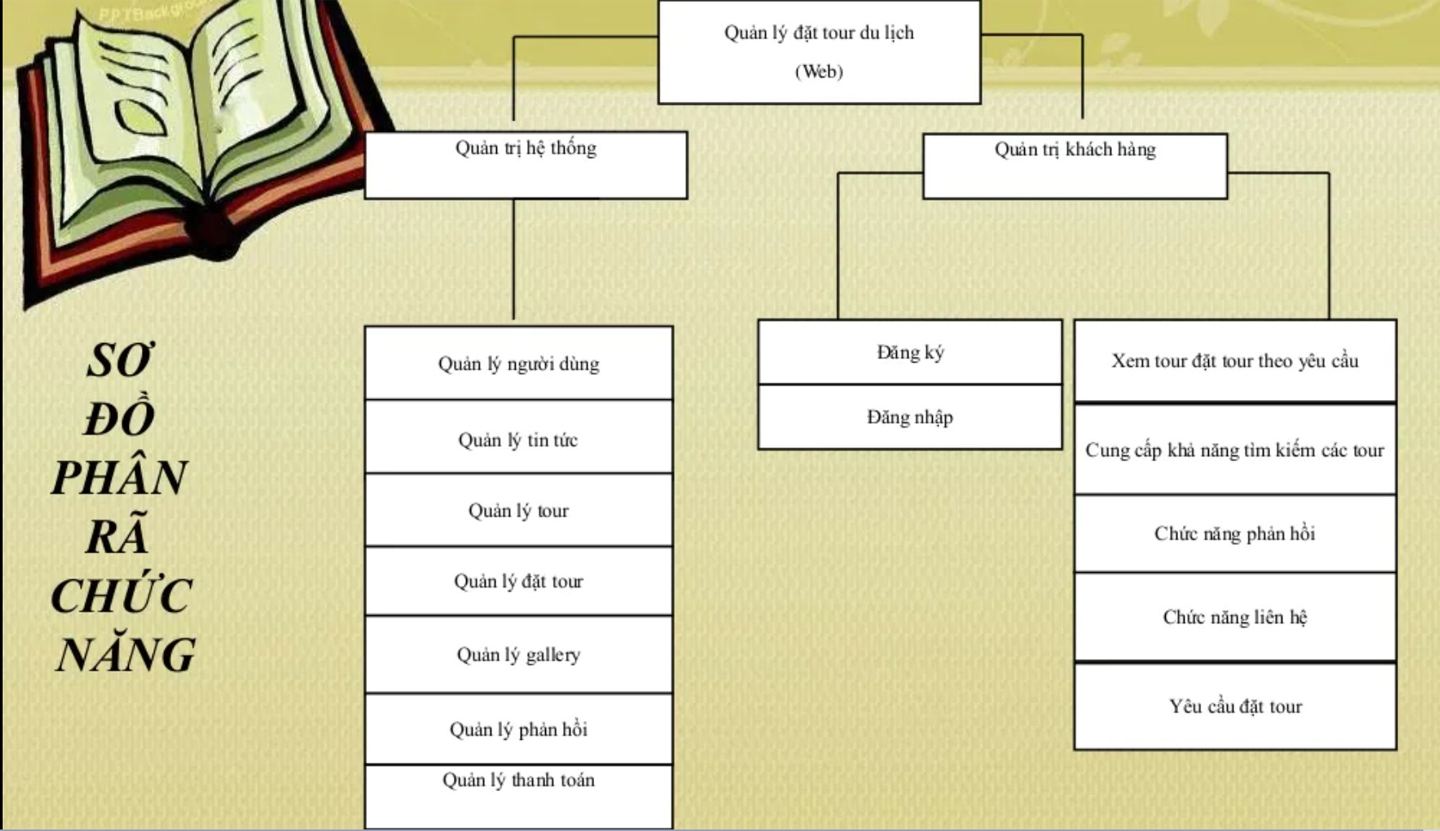 Quản lý đặt tour du lịch
(Web)
Quản trị hệ thống
Quản trị khách hàng
SƠ
ĐỒ
PHÂN
RÃ
CHỨC
NĂNG
Quản lý người dùng
Quản lý tin tức
Quản lý tour
Quản lý đặt tour
Quản lý gallery
Quản lý phản hồi
Quản lý thanh toán
Đăng ký
Đăng nhập
Xem tour đặt tour theo yêu cầu
Cung cấp khả năng tìm kiếm các tour
Chức năng phản hồi
Chức năng liên hệ
Yêu cầu đặt tour